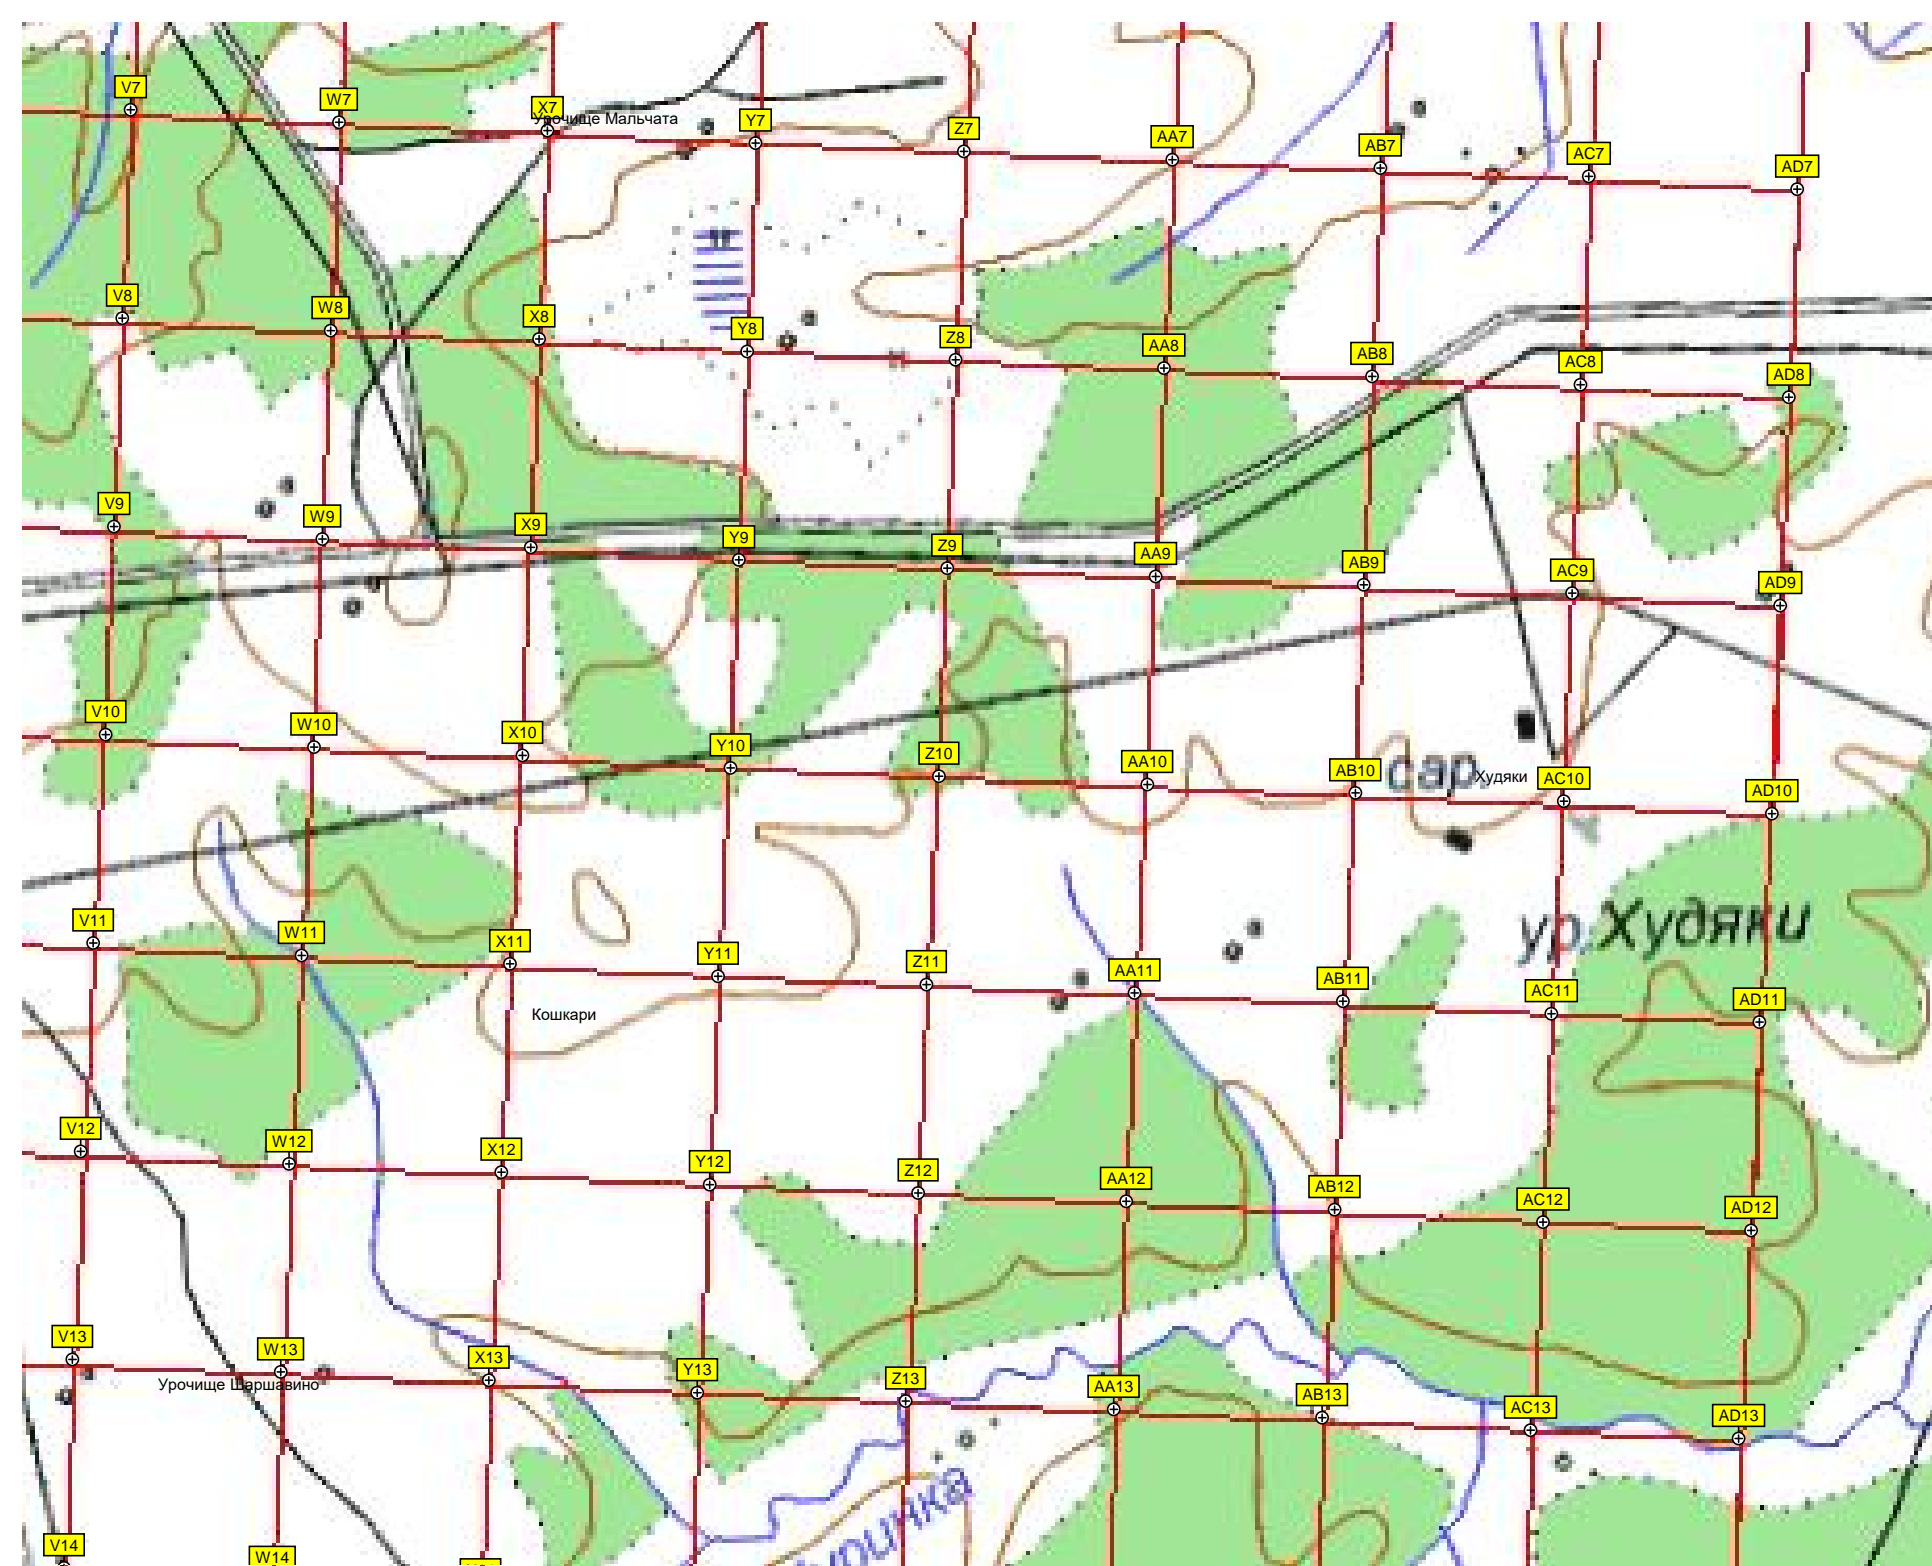 V7 W7 X7 Y7 Z7 AA7 AB7 AC7 AD7
Урочище Мальчата
V8 W8 X8 Y8 Z8 AA8 AB8 AC8 AD8
V9 W9 X9 Y9 Z9 AA9 AB9 AC9 AD9
V10 W10 X10 Y10 Z10 AA10 AB10 AC10 AD10
сар.
Худяки
ур. Худяки
V11 W11 X11 Y11 Z11 AA11 AB11 AC11 AD11
Кошкари
V12 W12 X12 Y12 Z12 AA12 AB12 AC12 AD12
V13 W13 X13 Y13 Z13 AA13 AB13 AC13 AD13
Урочище Шаршавино
V14 W14